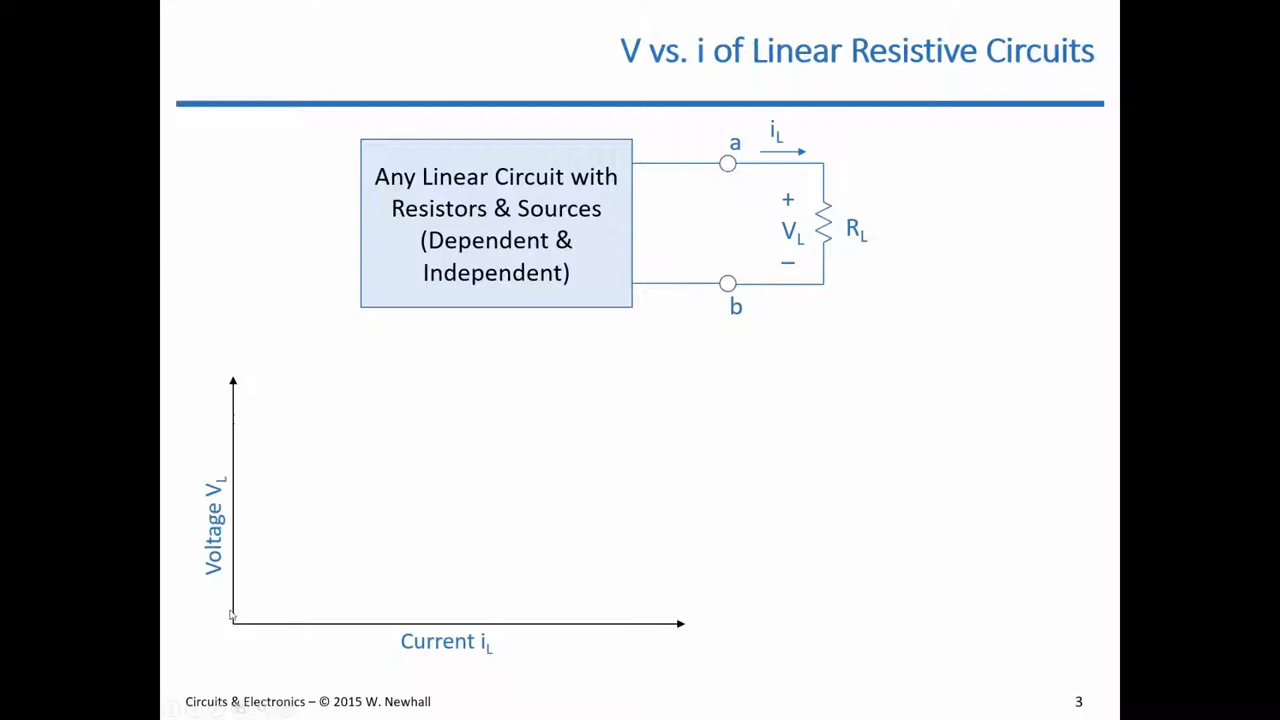 V vs. i of Linear Resistive Circuits
Any Linear Circuit with
Resistors & Sources
(Dependent &
Independent)
a
iL
+
VL
–
RL
b
Voltage VL
Current iL
Circuits & Electronics – © 2015 W. Newhall
3